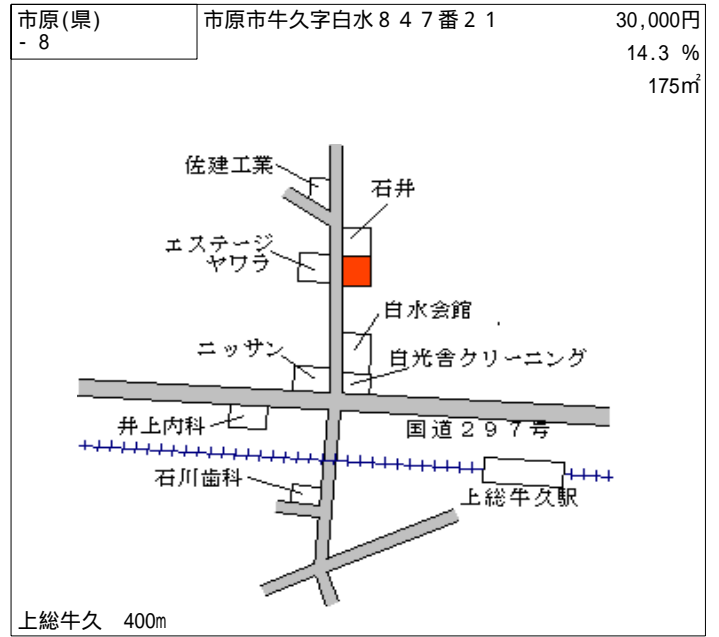 市原(県)
- 8
市原市牛久字白水８４７番２１
30,000円
14.3 %
175㎡
佐建工業
石井
エステージ
ヤワラ
白水会館
ニッサン
白光舎クリーニング
井上内科
国道２９７号
石川歯科
上総牛久駅
上総牛久 400m